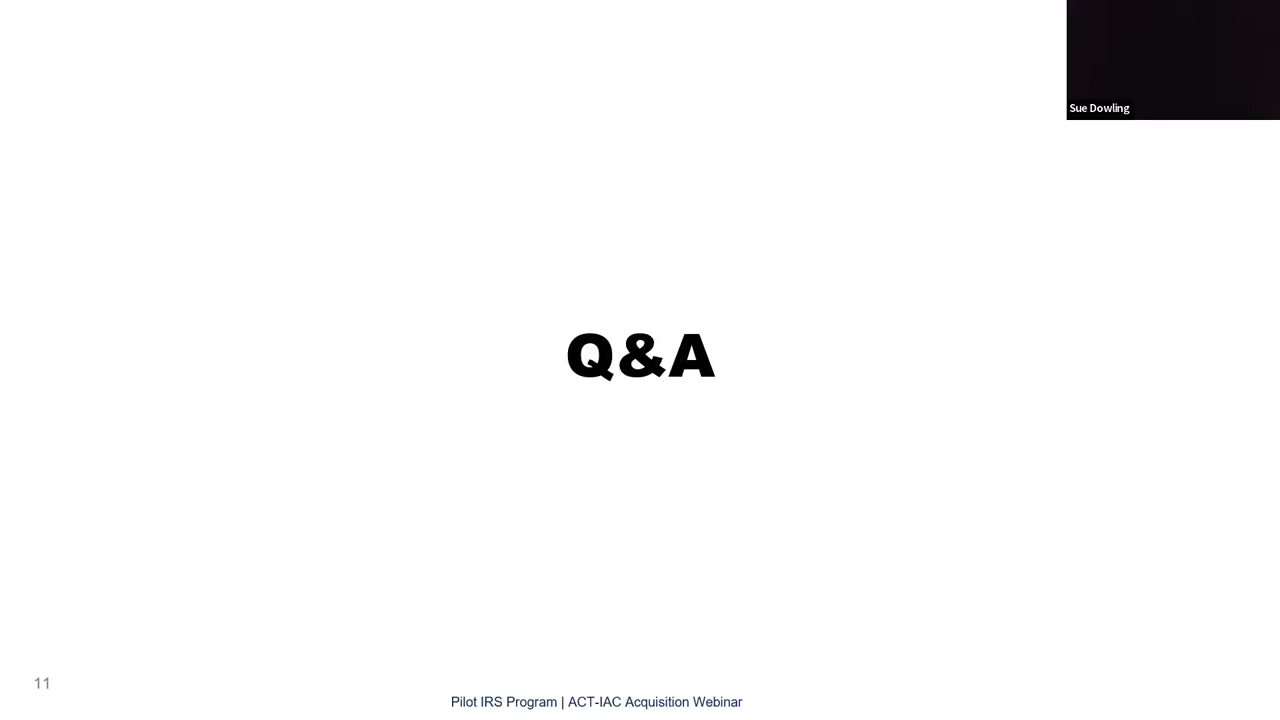 Sue Dowling
Q&A
11
Pilot IRS Program | ACT-IAC Acquisition Webinar